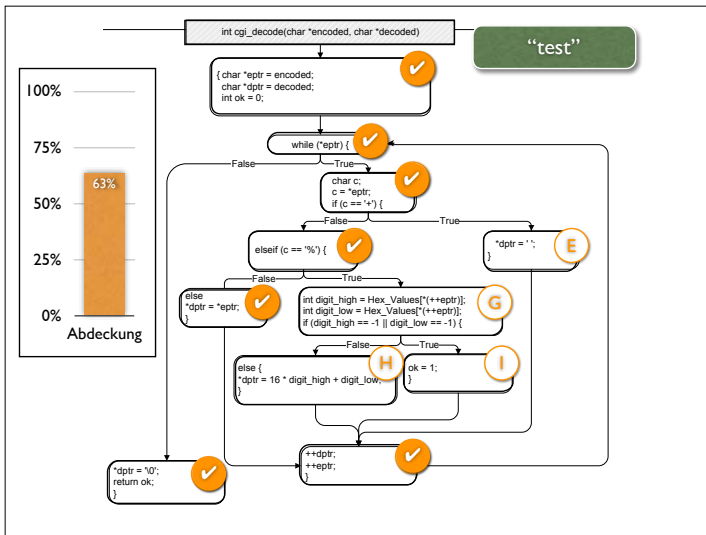 int cgi_decode(char *encoded, char *decoded)
“test”
{ char *eptr = encoded;
char *dptr = decoded;
int ok = 0;
100%
75%
63%
50%
25%
0%
Abdeckung
while (*eptr) {
False
True
char c;
c = *eptr;
if (c == '+') {
False
True
elseif (c == '%') {
*dptr = ' ';
}
E
False
True
else
*dptr = *eptr;
}
int digit_high = Hex_Values[*(++eptr)];
int digit_low = Hex_Values[*(++eptr)];
if (digit_high == -1 || digit_low == -1) {
G
False
True
else {
*dptr = 16 * digit_high + digit_low;
}
H
ok = 1;
}
I
*dptr = '\0';
return ok;
}
++dptr;
++eptr;
}